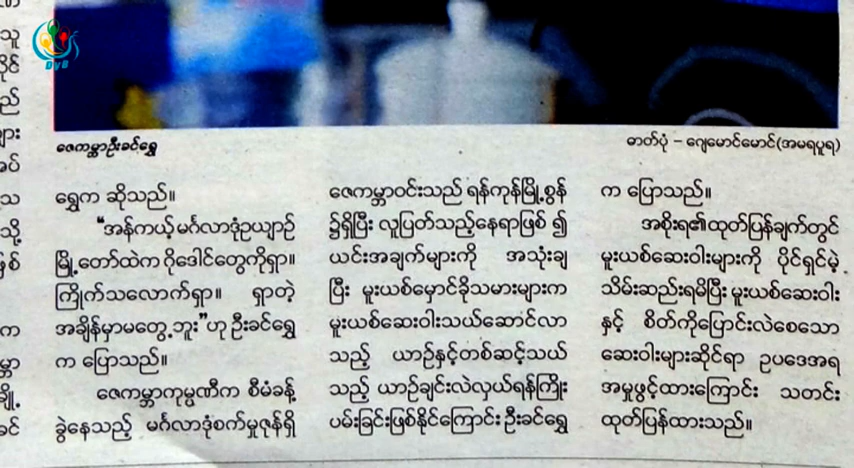 DVB
ဇေကမ္ဘာဦးခင်ရွှေ
ဓာတ်ပုံ – ဂျေမောင်မောင်(အမရပူရ)
ရွှေက ဆိုသည်။
“အန်ကယ့် မင်္ဂလာဒုံဥယျာဉ်
မြို့တော်ထဲက ဂိုဒေါင်တွေကိုရှာ။
ကြိုက်သလောက်ရှာ။ ရှာတဲ့
အချိန်မှာမတွေ့ဘူး”ဟု ဦးခင်ရွှေ
က ပြောသည်။
ဇေကမ္ဘာကုမ္ပဏီက စီမံခန့်
ခွဲနေသည့် မင်္ဂလာဒုံစက်မှုဇုန်ရှိ
ဇေကမ္ဘာဝင်းသည် ရန်ကုန်မြို့စွန်
၌ရှိပြီး လူပြတ်သည့်နေရာဖြစ် ၍
ယင်းအချက်များကို အသုံးချ
ပြီး မူးယစ်မှောင်ခိုသမားများက
မူးယစ်ဆေးဝါးသယ်ဆောင်လာ
သည့် ယာဉ်နှင့်တစ်ဆင့်သယ်
သည့် ယာဉ်ချင်းလဲလှယ်ရန်ကြိုး
ပမ်းခြင်းဖြစ်နိုင်ကြောင်း ဦးခင်ရွှေ
က ပြောသည်။
အစိုးရ၏ထုတ်ပြန်ချက်တွင်
မူးယစ်ဆေးဝါးများကို ပိုင်ရှင်မဲ့
သိမ်းဆည်းရမိပြီး မူးယစ်ဆေးဝါး
နှင့် စိတ်ကိုပြောင်းလဲစေသော
ဆေးဝါးများဆိုင်ရာ ဥပဒေအရ
အမှုဖွင့်ထားကြောင်း သတင်း
ထုတ်ပြန်ထားသည်။